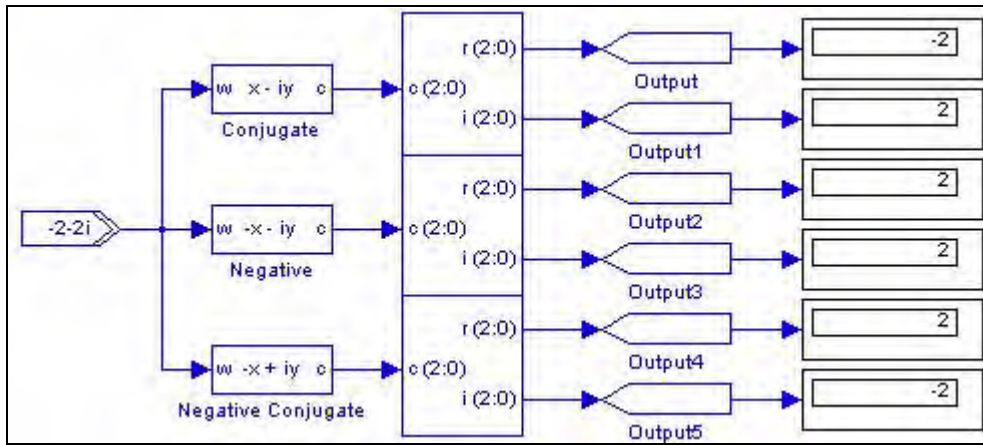 r (2:0)
-2
Output
w x - iy c
c (2:0)
Conjugate
i (2:0)
2
Output1
r (2:0)
2
Output2
-2-2i
w -x - iy c
c (2:0)
Negative
i (2:0)
2
Output3
r (2:0)
2
Output4
w -x + iy c
c (2:0)
Negative Conjugate
i (2:0)
-2
Output5